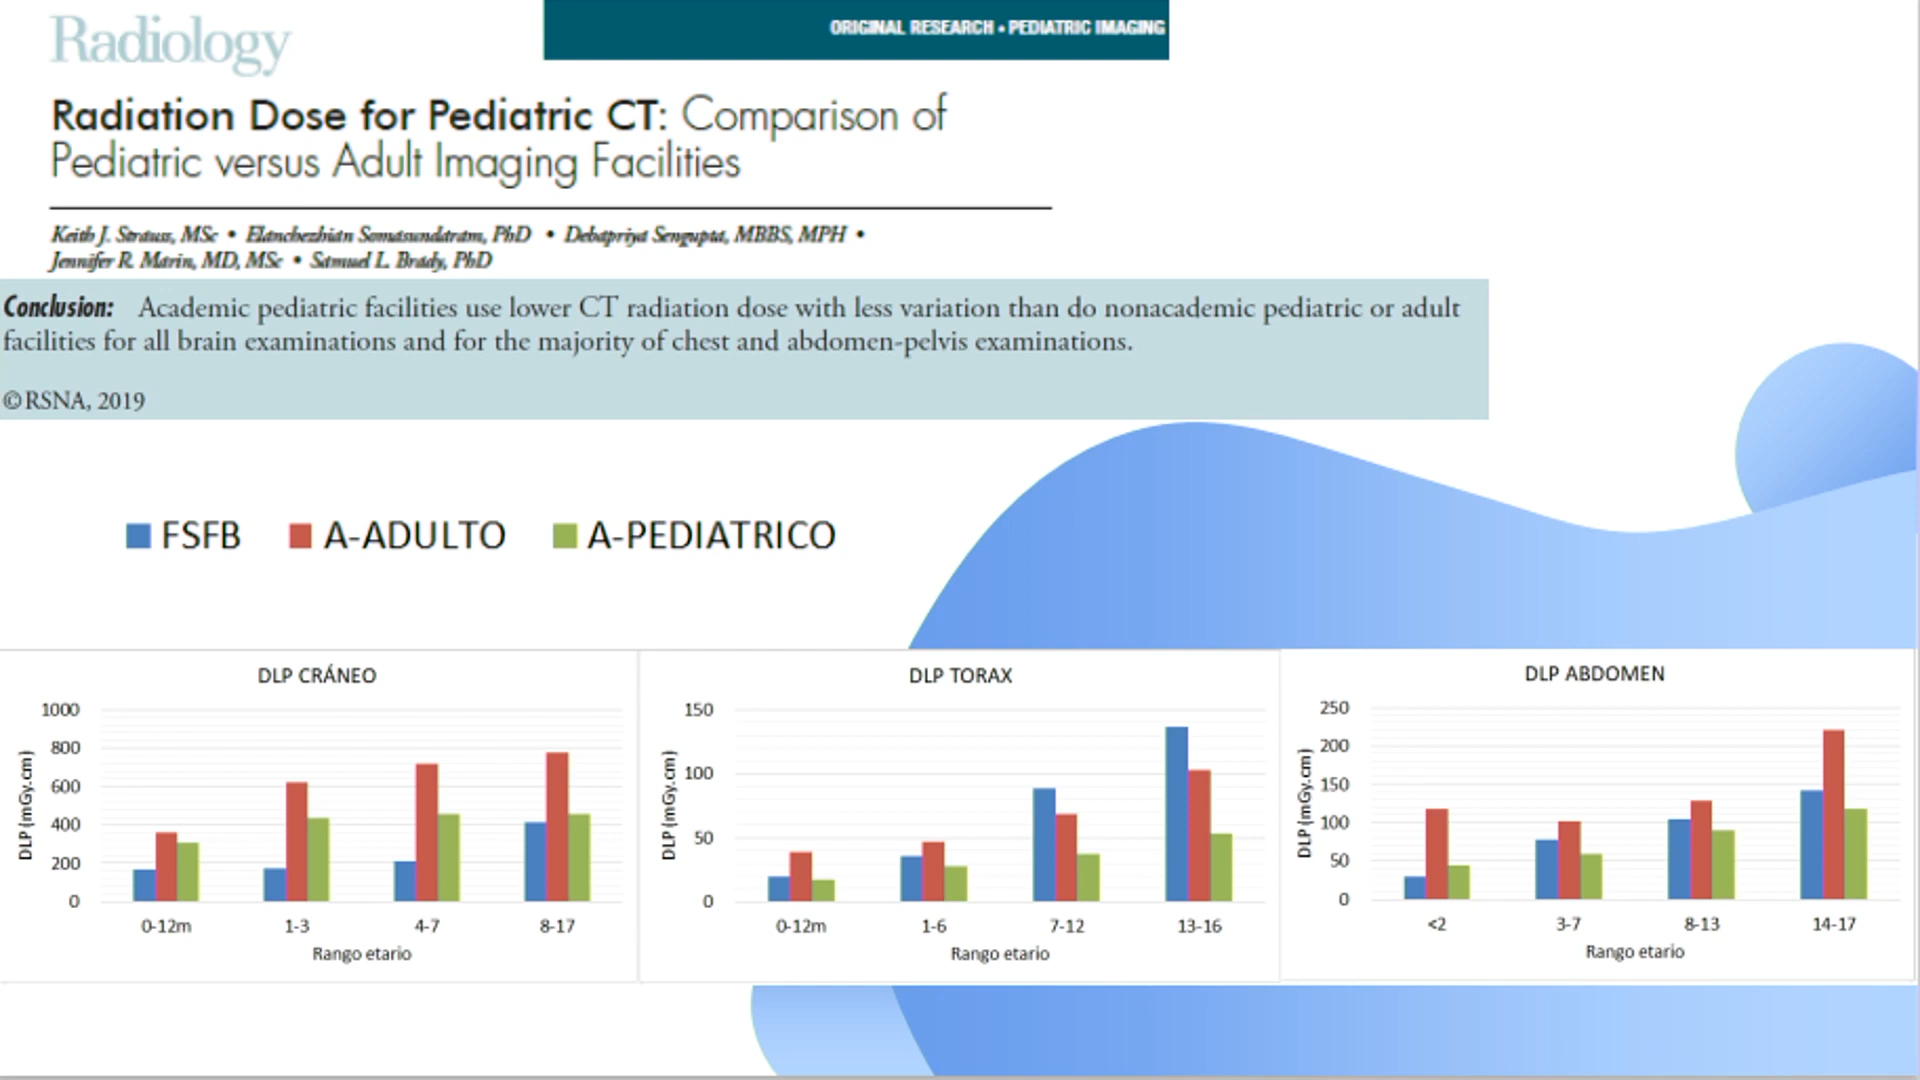 Radiology
ORIGINAL RESEARCH • PEDIATRIC IMAGING
Radiation Dose for Pediatric CT: Comparison of
Pediatric versus Adult Imaging Facilities
Keith J. Strauss, MSc • Elanchezhian Somasundaram, PhD • Debapriya Sengupta, MBBS, MPH •
Jennifer R. Marin, MD, MSc • Samuel L. Brady, PhD
Conclusion: Academic pediatric facilities use lower CT radiation dose with less variation than do nonacademic pediatric or adult
facilities for all brain examinations and for the majority of chest and abdomen-pelvis examinations.
©RSNA, 2019
FSFB A-ADULTO A-PEDIATRICO
DLP CRÁNEO
DLP (mGy.cm)
1000
800
600
400
200
0
0-12m 1-3 4-7 8-17
Rango etario
DLP TORAX
DLP (mGy.cm)
150
100
50
0
0-12m 1-6 7-12 13-16
Rango etario
DLP ABDOMEN
DLP (mGy.cm)
250
200
150
100
50
0
<2 3-7 8-13 14-17
Rango etario